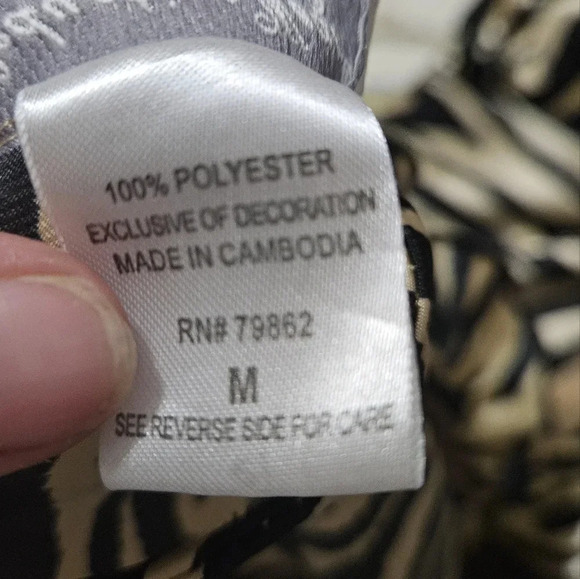 100% POLYESTER
EXCLUSIVE OF DECORATION
MADE IN CAMBODIA
RN# 79862
M
SEE REVERSE SIDE FOR CARE